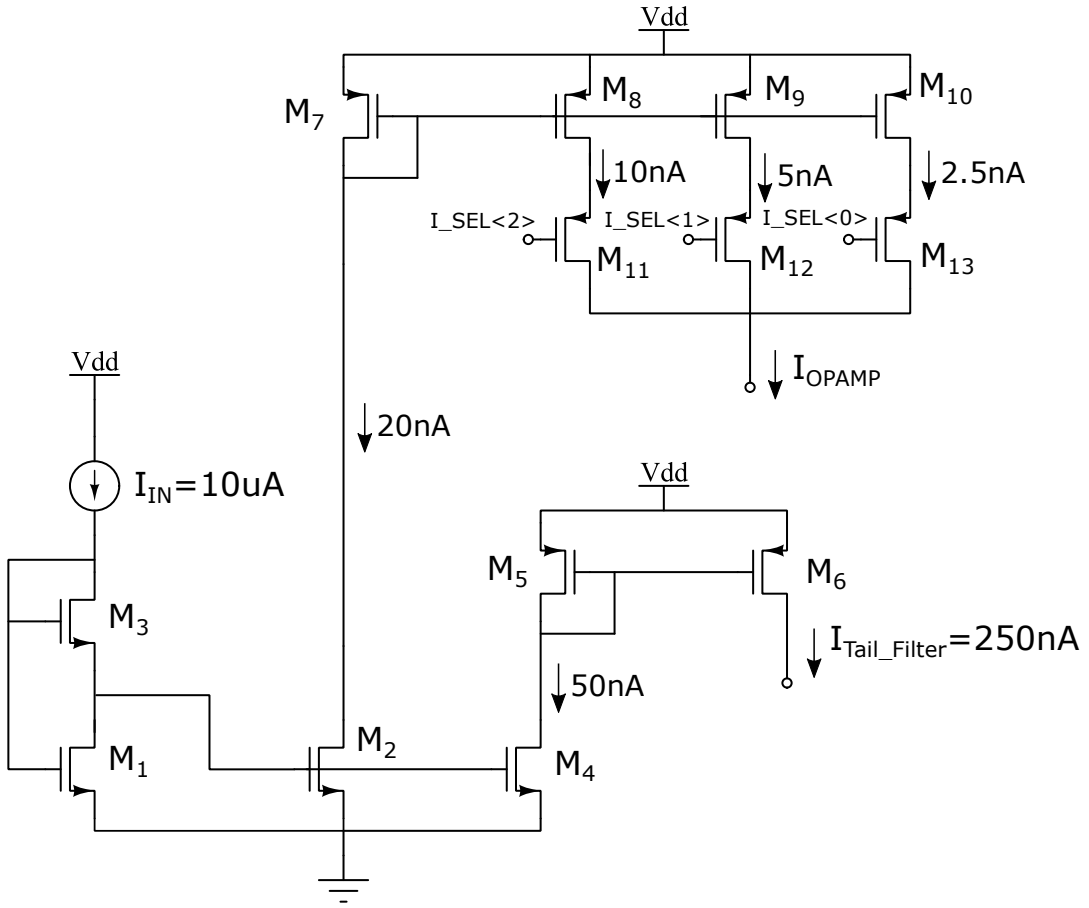 Vdd
M7
M8
M9
M10
10nA
5nA
2.5nA
I_SEL<2>
I_SEL<1>
I_SEL<0>
M11
M12
M13
IOPAMP
Vdd
20nA
IIN=10uA
Vdd
M5
M6
M3
ITail_Filter=250nA
50nA
M1
M2
M4